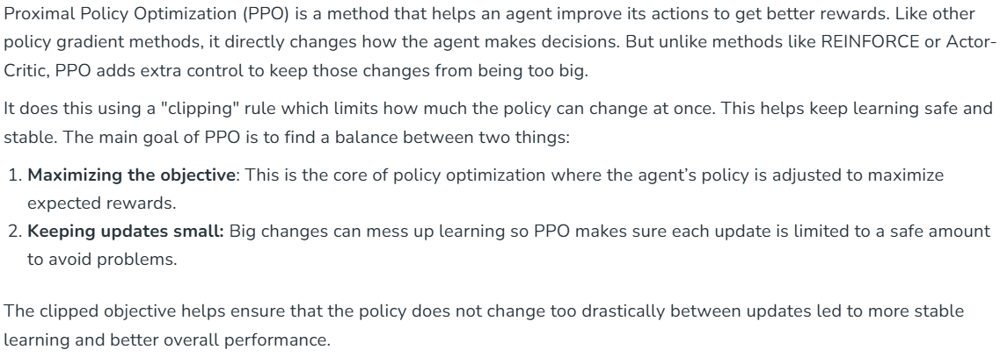 Proximal Policy Optimization (PPO) is a method that helps an agent improve its actions to get better rewards. Like other
policy gradient methods, it directly changes how the agent makes decisions. But unlike methods like REINFORCE or Actor-
Critic, PPO adds extra control to keep those changes from being too big.
It does this using a "clipping" rule which limits how much the policy can change at once. This helps keep learning safe and
stable. The main goal of PPO is to find a balance between two things:
1. Maximizing the objective: This is the core of policy optimization where the agent’s policy is adjusted to maximize
expected rewards.
2. Keeping updates small: Big changes can mess up learning so PPO makes sure each update is limited to a safe amount
to avoid problems.
The clipped objective helps ensure that the policy does not change too drastically between updates led to more stable
learning and better overall performance.